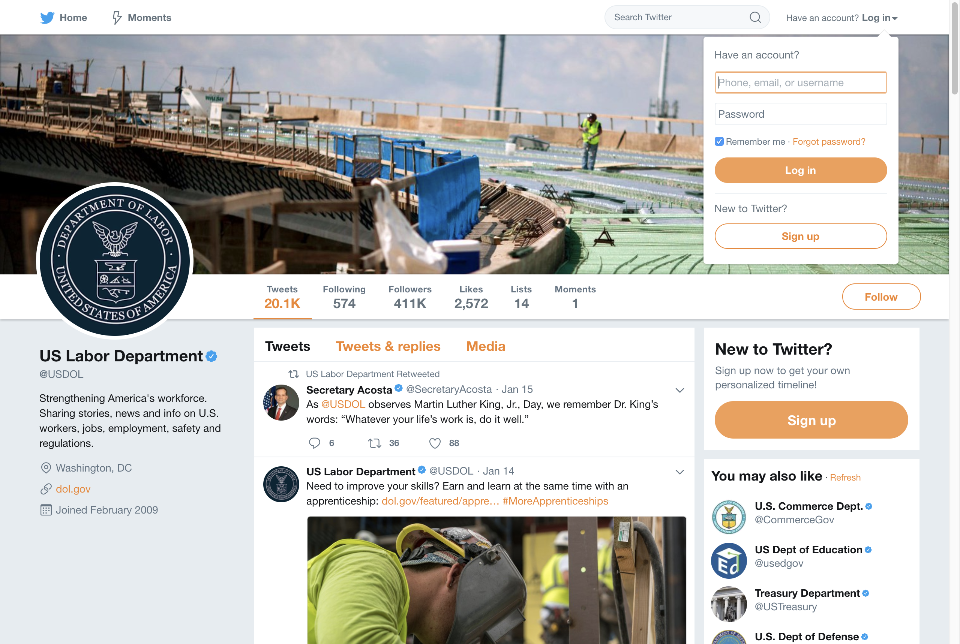 Home
Moments
Search Twitter
Have an account? Log in
Have an account?
Phone, email, or username
Password
Remember me · Forgot password?
Log in
New to Twitter?
Sign up
DEPARTMENT OF LABOR
UNITED STATES OF AMERICA
Tweets
20.1K
Following
574
Followers
411K
Likes
2,572
Lists
14
Moments
1
Follow
US Labor Department
@USDOL
Strengthening America's workforce.
Sharing stories, news and info on U.S.
workers, jobs, employment, safety and
regulations.
Washington, DC
dol.gov
Joined February 2009
Tweets
Tweets & replies
Media
US Labor Department Retweeted
Secretary Acosta @SecretaryAcosta · Jan 15
As @USDOL observes Martin Luther King, Jr., Day, we remember Dr. King's
words: “Whatever your life's work is, do it well.”
6
36
88
US Labor Department @USDOL · Jan 14
Need to improve your skills? Earn and learn at the same time with an
apprenticeship: dol.gov/featured/appre… #MoreApprenticeships
New to Twitter?
Sign up now to get your own
personalized timeline!
Sign up
You may also like · Refresh
U.S. Commerce Dept.
@CommerceGov
Ed
US Dept of Education
@usedgov
Treasury Department
@USTreasury
U.S. Dept of Defense